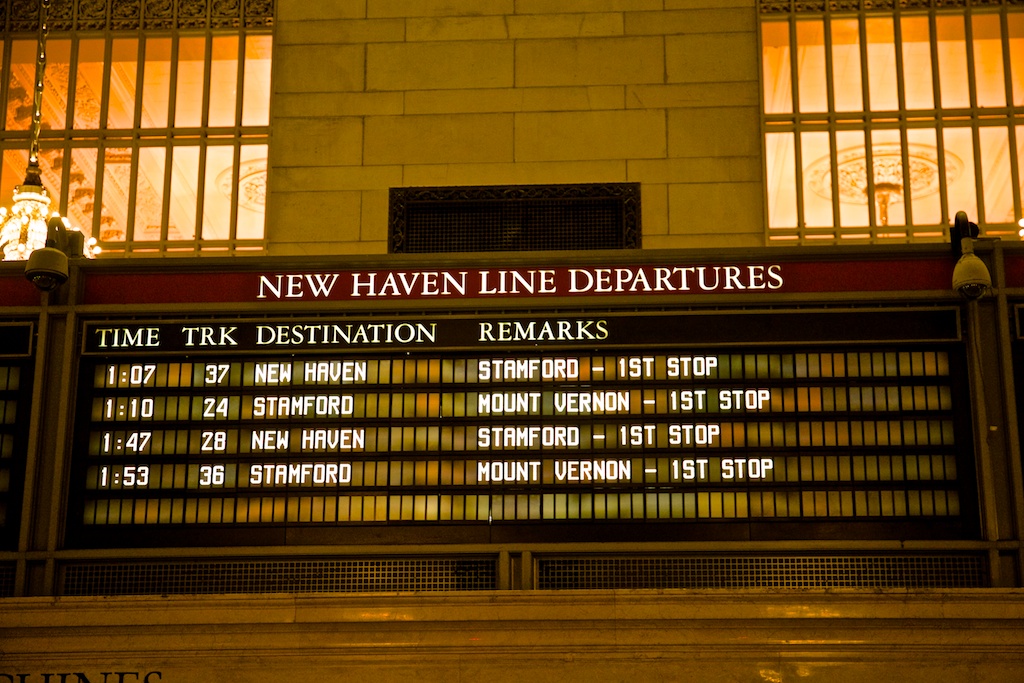 NEW HAVEN LINE DEPARTURES
TIME TRK DESTINATION REMARKS
1:07 37 NEW HAVEN STAMFORD - 1ST STOP
1:10 24 STAMFORD MOUNT VERNON - 1ST STOP
1:47 28 NEW HAVEN STAMFORD - 1ST STOP
1:53 36 STAMFORD MOUNT VERNON - 1ST STOP